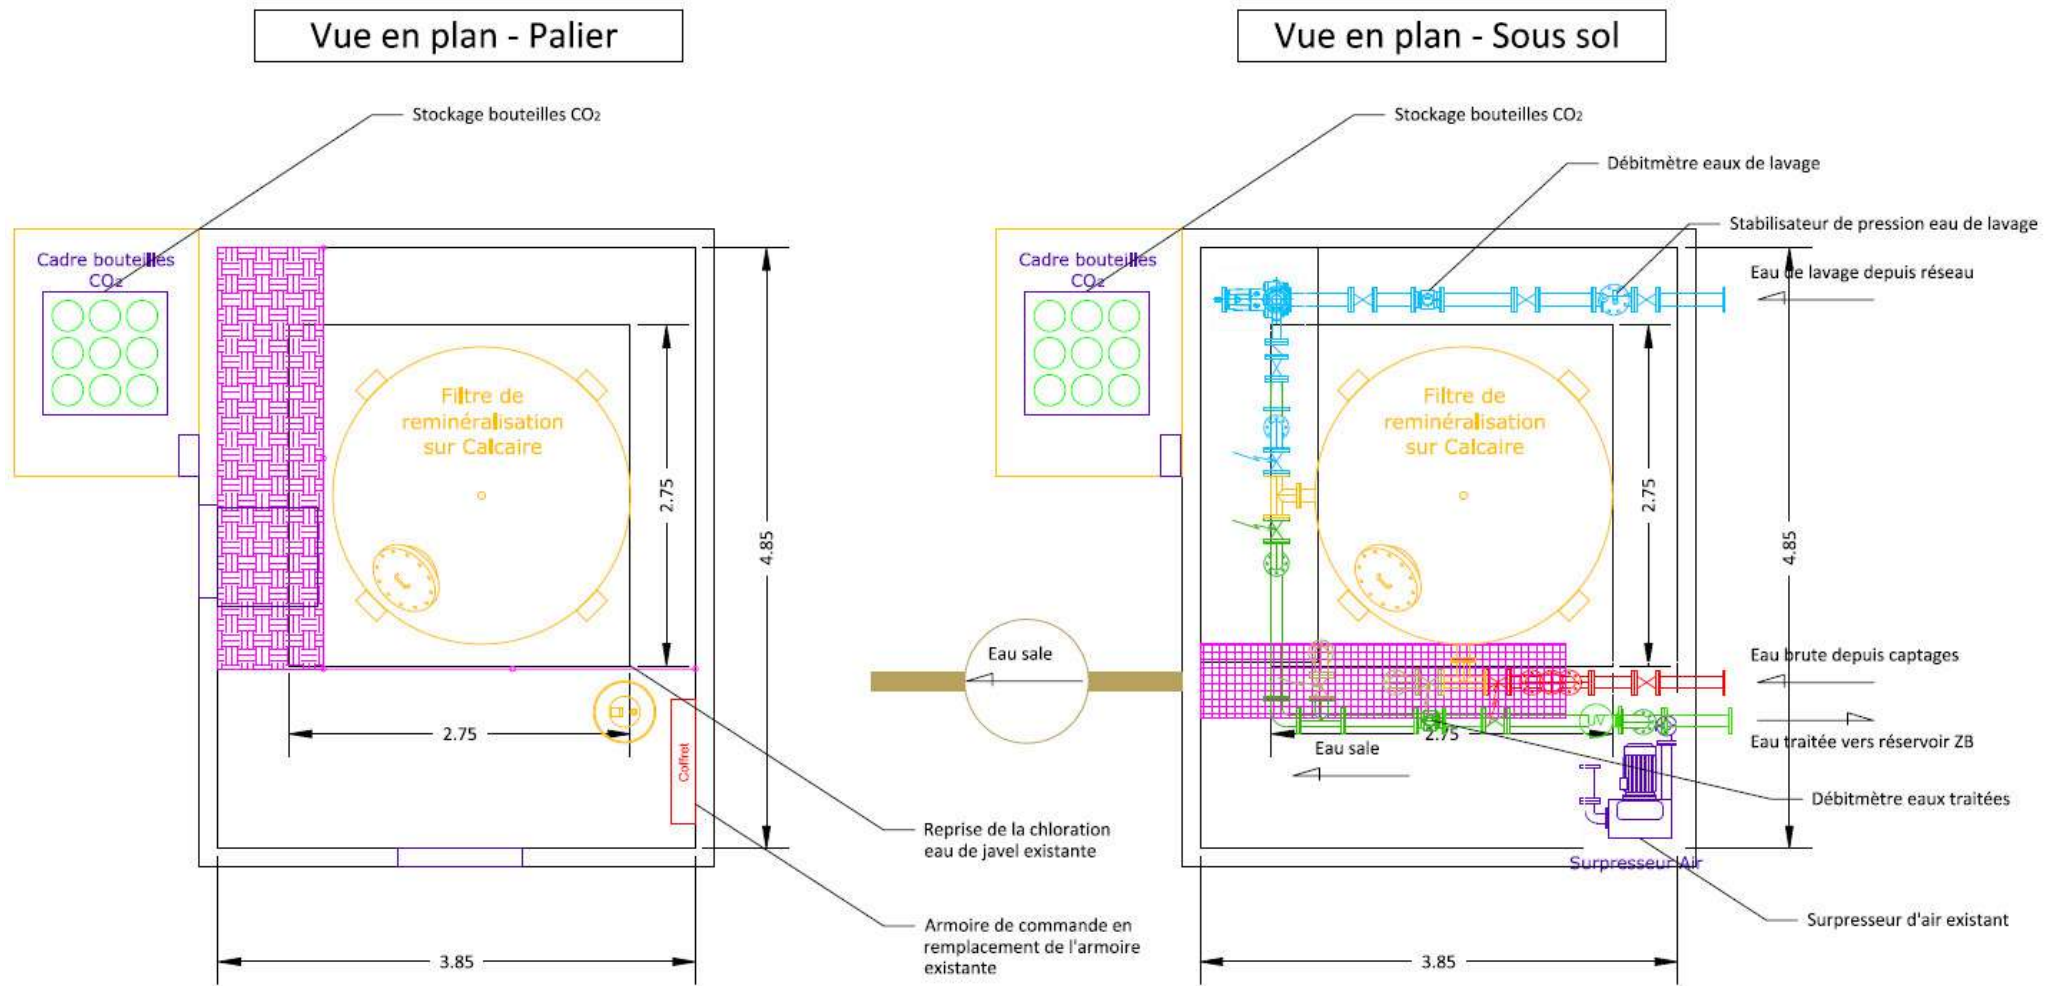 Vue en plan - Palier
Stockage bouteilles CO2
Cadre bouteilles
CO2
Filtre de
reminéralisation
sur Calcaire
2.75
4.85
2.75
Coffret
Reprise de la chloration
eau de javel existante
Armoire de commande en
remplacement de l'armoire
existante
3.85
Vue en plan - Sous sol
Stockage bouteilles CO2
Débitmètre eaux de lavage
Stabilisateur de pression eau de lavage
Eau de lavage depuis réseau
Cadre bouteilles
CO2
Filtre de
reminéralisation
sur Calcaire
2.75
4.85
Eau sale
Eau brute depuis captages
UV
2.75
Eau traitée vers réservoir ZB
Eau sale
Débitmètre eaux traitées
Surpresseur Air
Surpresseur d'air existant
3.85